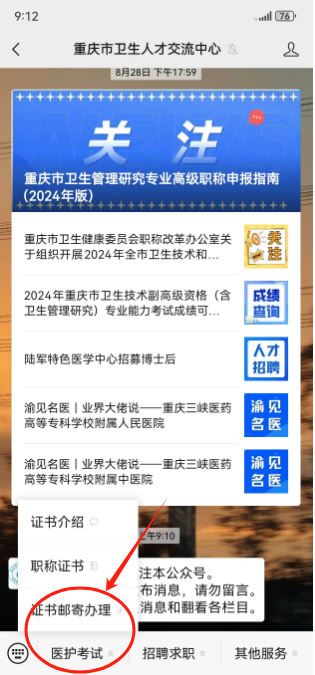 9:12
76
重庆市卫生人才交流中心
8月28日 下午17:59
关 注
重庆市卫生管理研究专业高级职称申报指南
(2024年版)
重庆市卫生健康委员会职称改革办公室关
于组织开展2024年全市卫生技术和...
关注
2024年重庆市卫生技术副高级资格（含
卫生管理研究）专业能力考试成绩可...
成绩
查询
陆军特色医学中心招募博士后
人才
招聘
渝见名医丨业界大佬说——重庆三峡医药
高等专科学校附属人民医院
渝见
名医
渝见名医丨业界大佬说——重庆三峡医药
高等专科学校附属中医院
渝见
名医
上午9:10
证书介绍
职称证书
证书邮寄办理
注本公众号。
布消息，请勿留言。
消息和翻看各栏目。
医护考试
招聘求职
其他服务